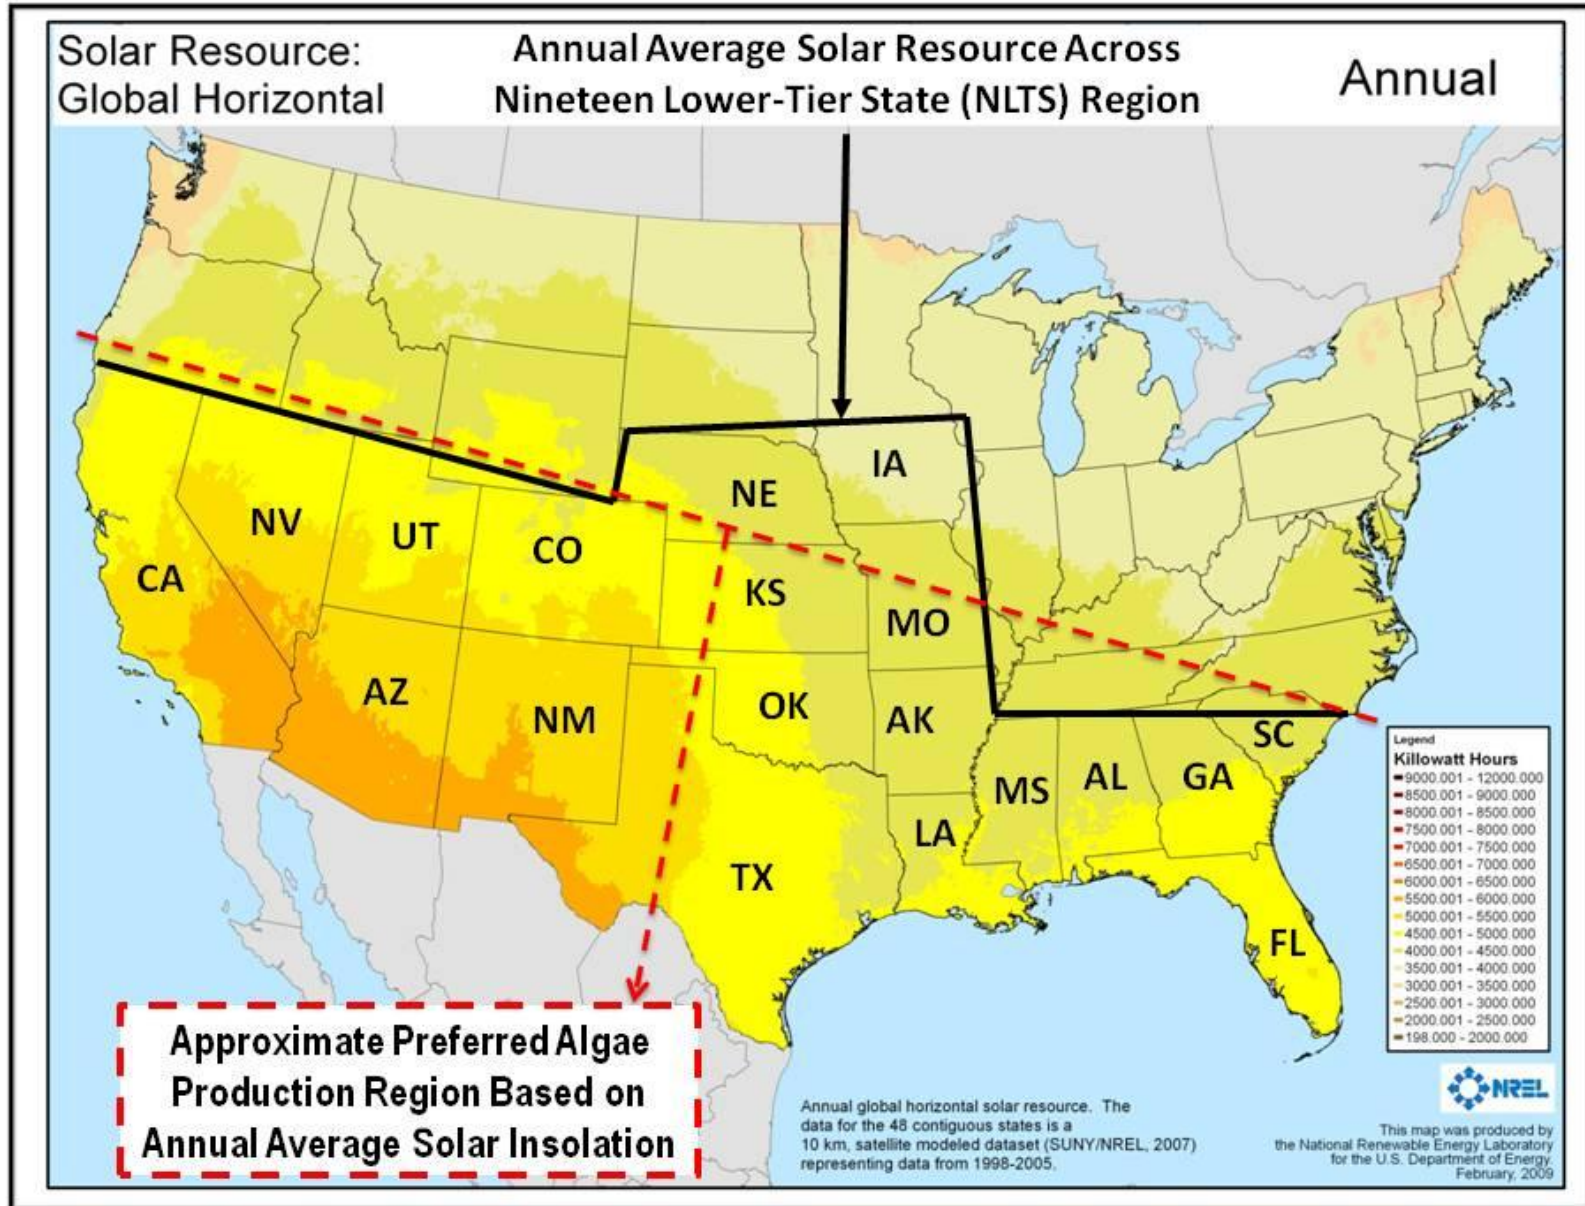 Solar Resource:
Global Horizontal
Annual Average Solar Resource Across
Nineteen Lower-Tier State (NLTS) Region
Annual
IA
NE
NV
UT
CO
CA
KS
MO
AZ
NM
OK
AK
SC
MS
AL
GA
LA
TX
FL
Legend
Killowatt Hours
9000.001 - 12000.000
8500.001 - 9000.000
8000.001 - 8500.000
7500.001 - 8000.000
7000.001 - 7500.000
6500.001 - 7000.000
6000.001 - 6500.000
5500.001 - 6000.000
5000.001 - 5500.000
4500.001 - 5000.000
4000.001 - 4500.000
3500.001 - 4000.000
3000.001 - 3500.000
2500.001 - 3000.000
2000.001 - 2500.000
198.000 - 2000.000
Approximate Preferred Algae
Production Region Based on
Annual Average Solar Insolation
Annual global horizontal solar resource. The
data for the 48 contiguous states is a
10 km, satellite modeled dataset (SUNY/NREL, 2007)
representing data from 1998-2005.
NREL
This map was produced by
the National Renewable Energy Laboratory
for the U.S. Department of Energy.
February, 2009